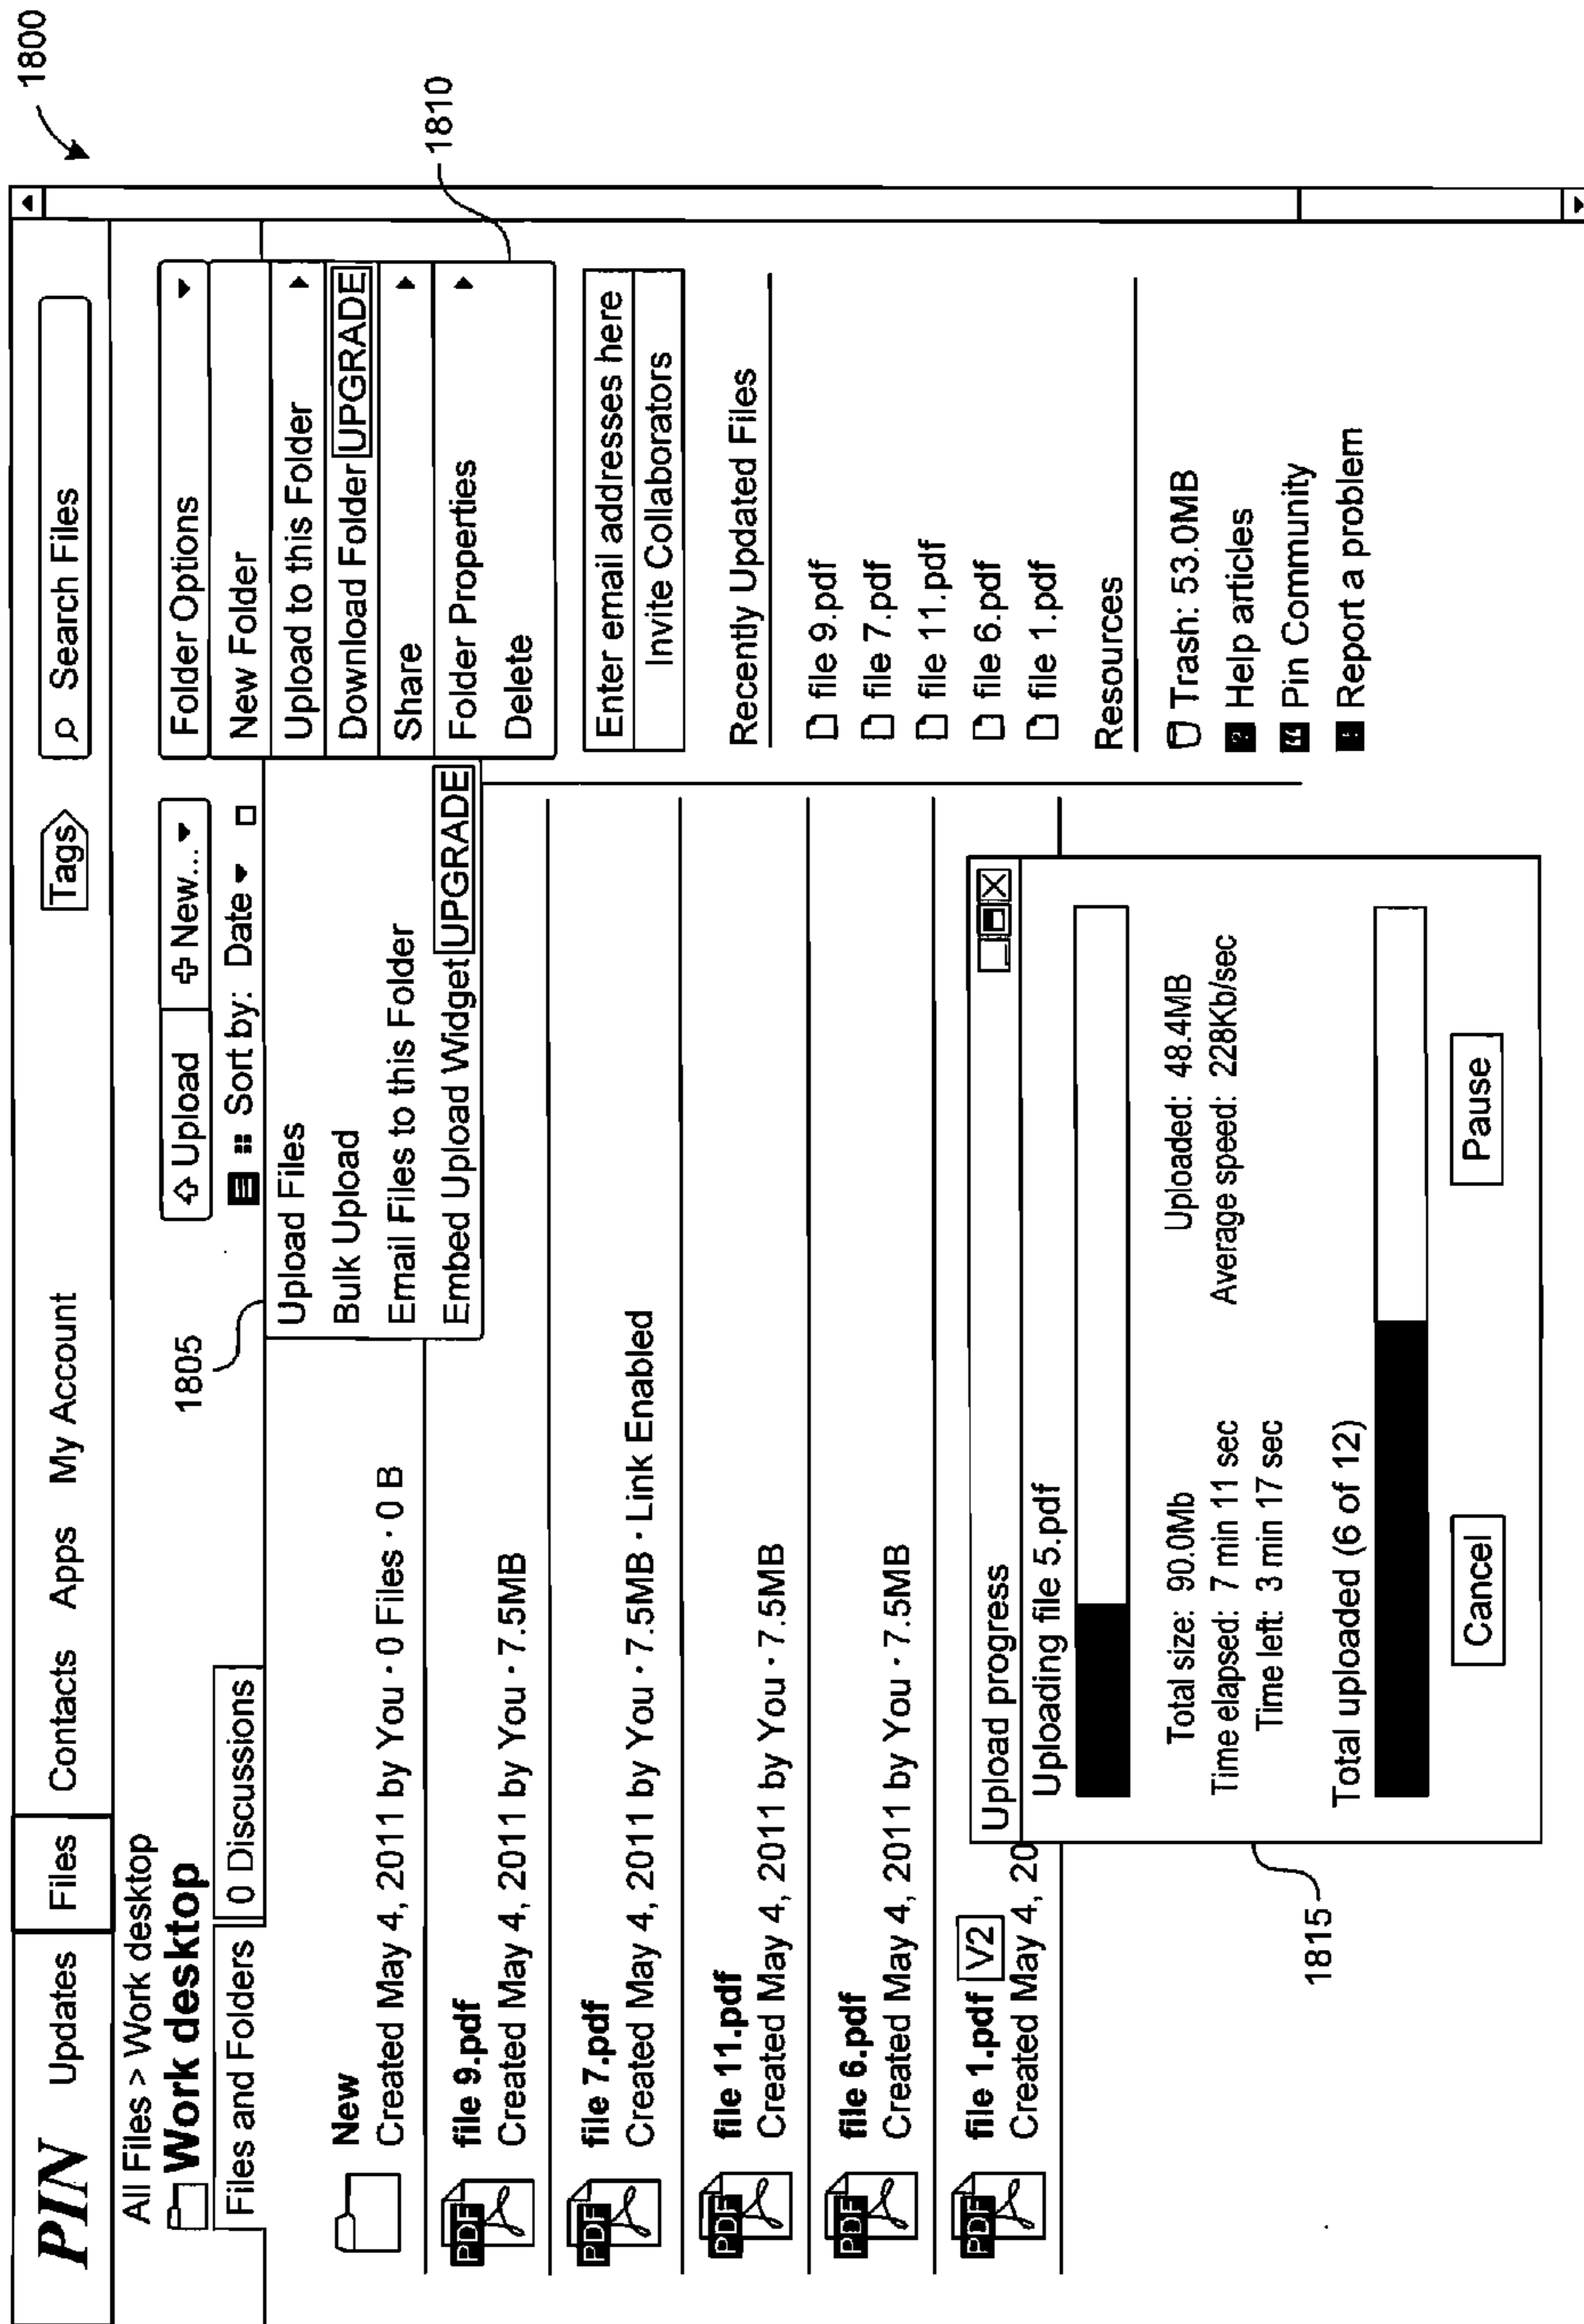 1800
PIN Updates Files Contacts Apps My Account Tags Search Files
All Files > Work desktop
Work desktop
Upload New...
Folder Options
Files and Folders 0 Discussions
1805
Sort by: Date
New Folder
Upload Files
Bulk Upload
Email Files to this Folder
Embed Upload Widget UPGRADE
Upload to this Folder
Download Folder UPGRADE
Share
Folder Properties
Delete
1810
New
Created May 4, 2011 by You · 0 Files · 0 B
PDF
file 9.pdf
Created May 4, 2011 by You · 7.5MB
PDF
file 7.pdf
Created May 4, 2011 by You · 7.5MB · Link Enabled
PDF
file 11.pdf
Created May 4, 2011 by You · 7.5MB
PDF
file 6.pdf
Created May 4, 2011 by You · 7.5MB
PDF
file 1.pdf V2
Created May 4, 20
Enter email addresses here
Invite Collaborators
Recently Updated Files
file 9.pdf
file 7.pdf
file 11.pdf
file 6.pdf
file 1.pdf
Resources
Trash: 53.0MB
? Help articles
Pin Community
! Report a problem
1815
Upload progress
Uploading file 5.pdf
Total size: 90.0Mb Uploaded: 48.4MB
Time elapsed: 7 min 11 sec Average speed: 228Kb/sec
Time left: 3 min 17 sec
Total uploaded (6 of 12)
Cancel Pause